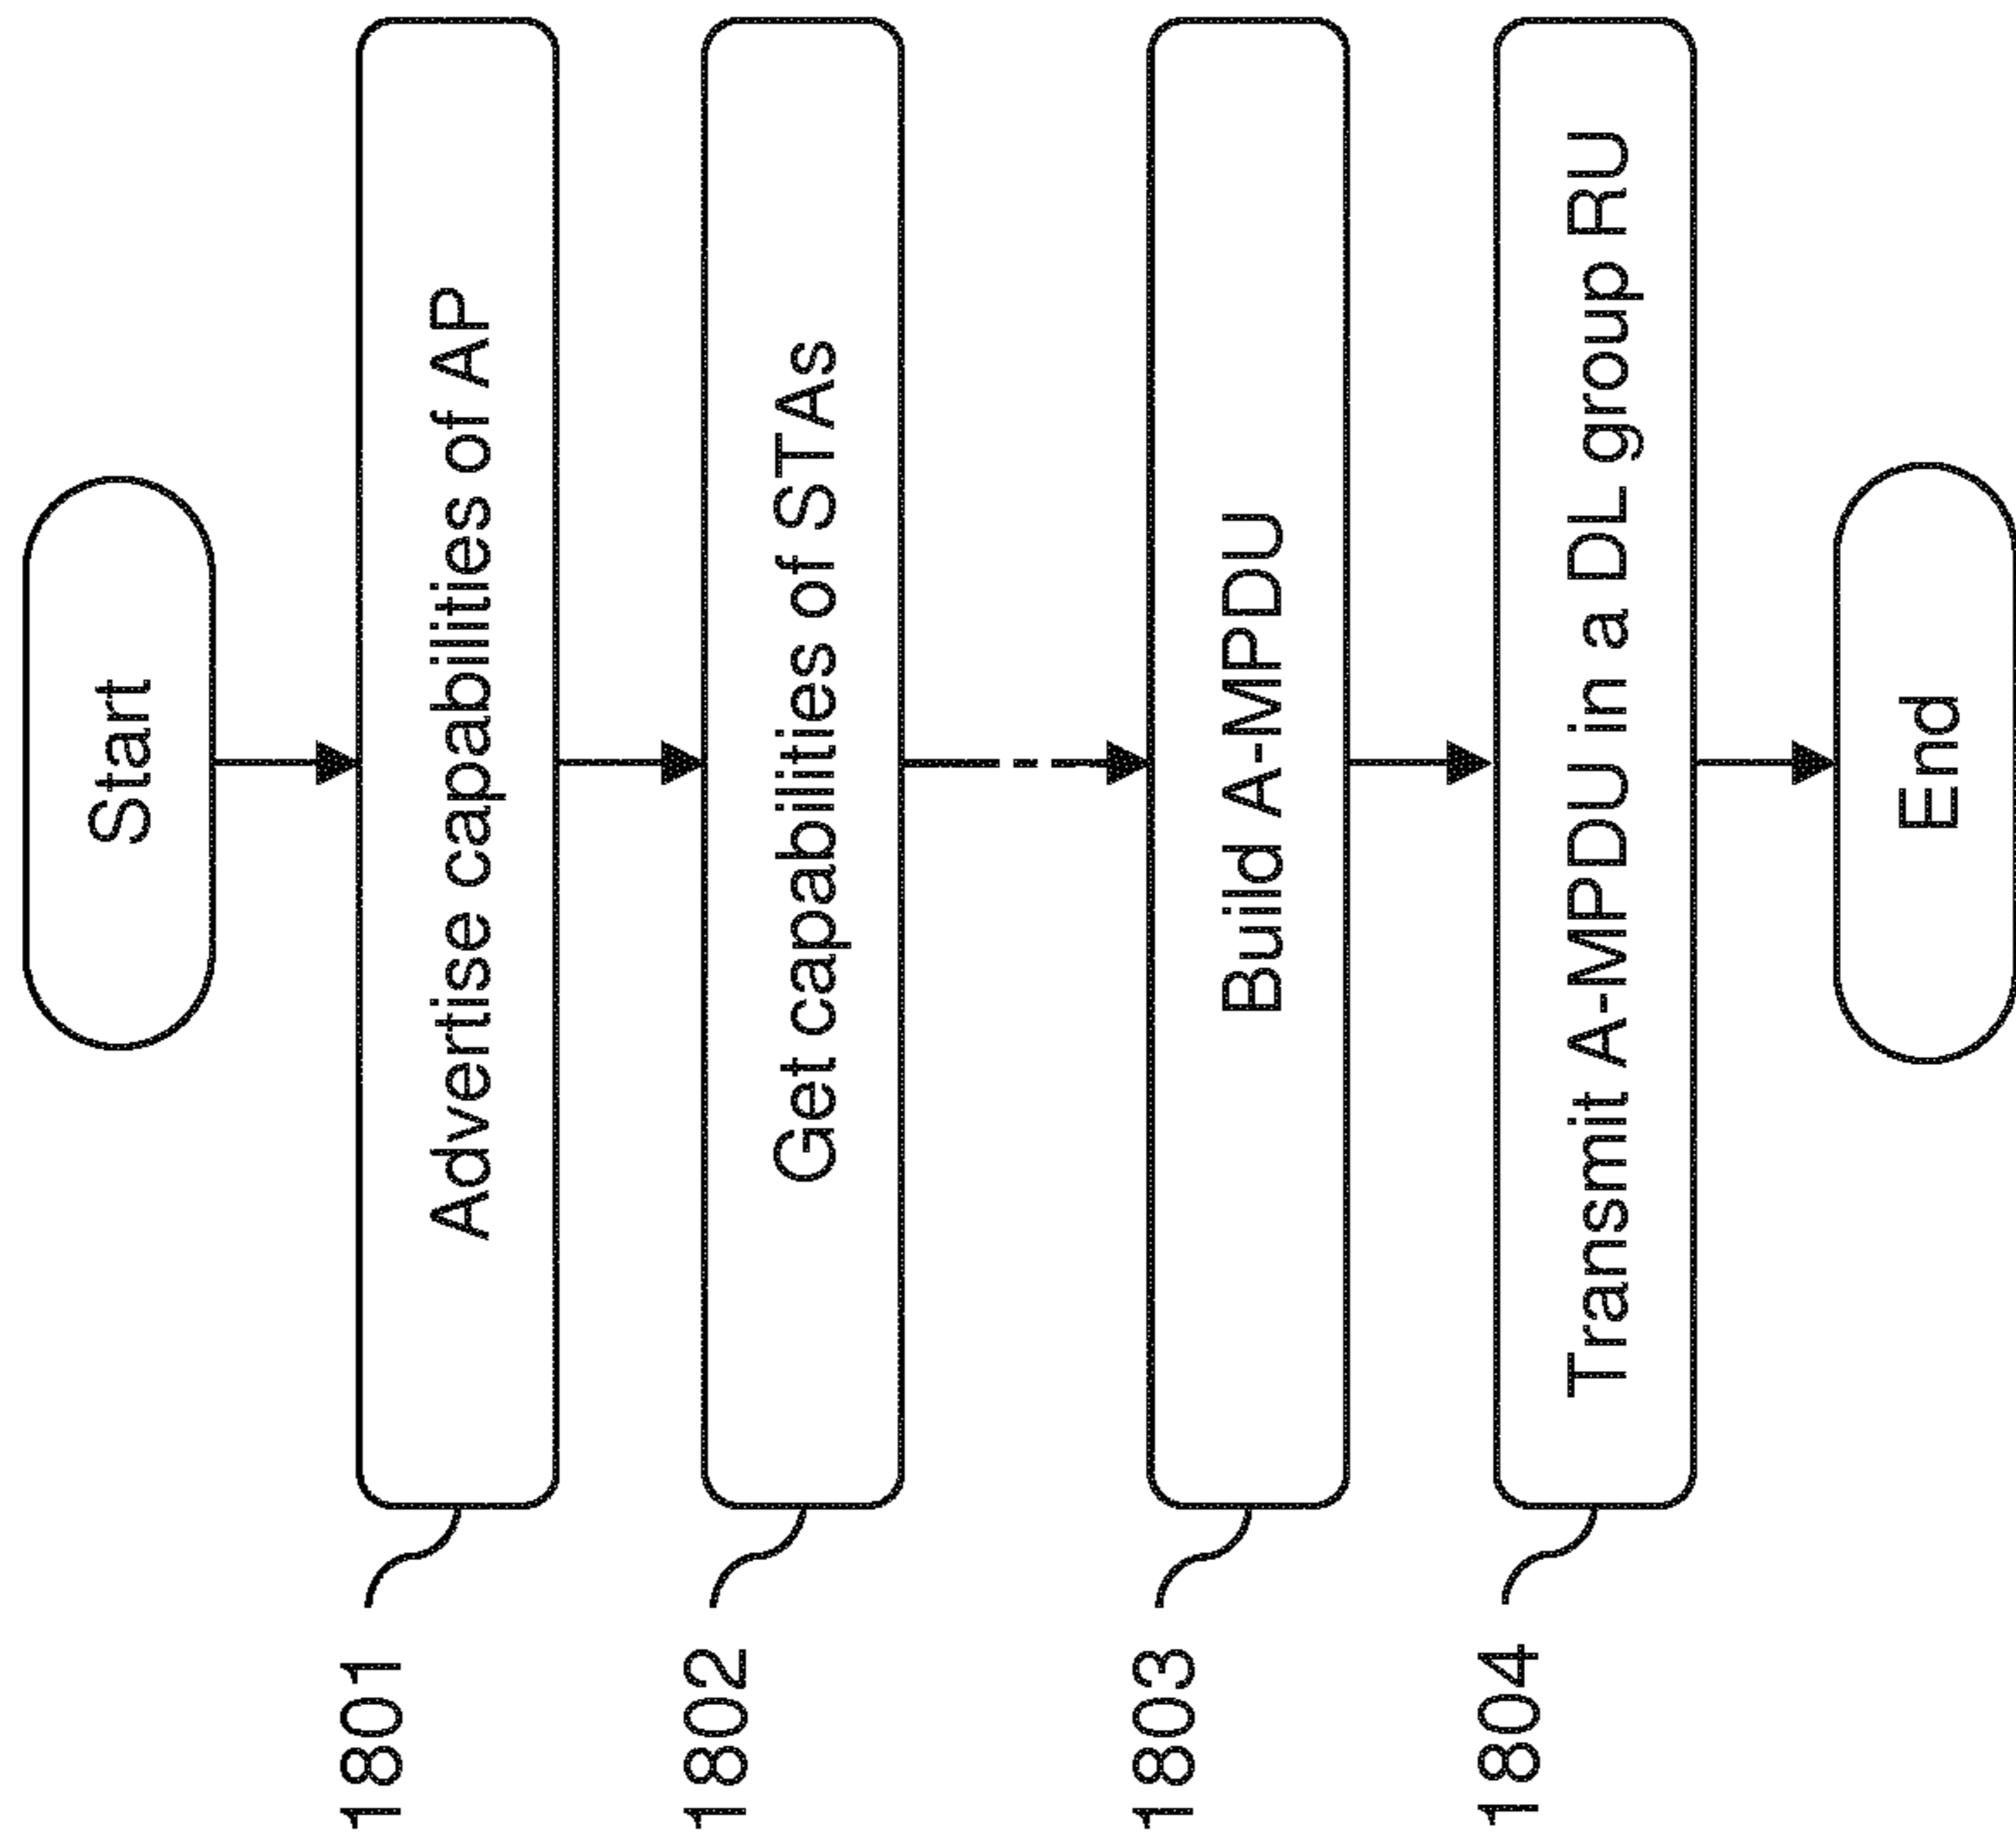 Start
1801
Advertise capabilities of AP
1802
Get capabilities of STAs
1803
Build A-MPDU
1804
Transmit A-MPDU in a DL group RU
End